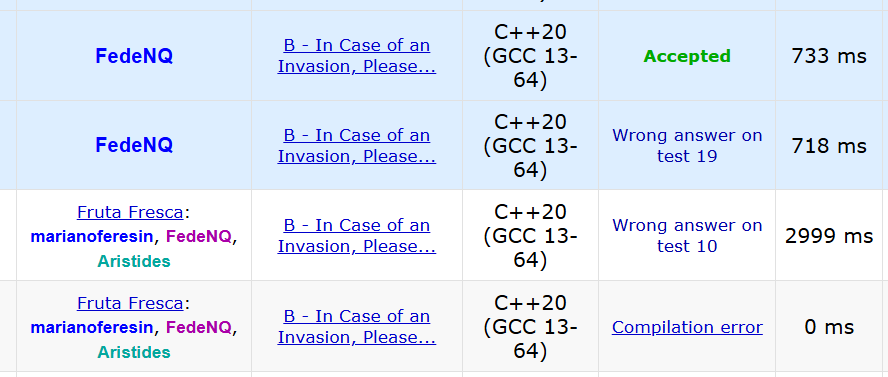 FedeNQ
B - In Case of an
Invasion, Please...
C++20
(GCC 13-
64)
Accepted
733 ms
FedeNQ
B - In Case of an
Invasion, Please...
C++20
(GCC 13-
64)
Wrong answer on
test 19
718 ms
Fruta Fresca:
marianoferesin, FedeNQ,
Aristides
B - In Case of an
Invasion, Please...
C++20
(GCC 13-
64)
Wrong answer on
test 10
2999 ms
Fruta Fresca:
marianoferesin, FedeNQ,
Aristides
B - In Case of an
Invasion, Please...
C++20
(GCC 13-
64)
Compilation error
0 ms